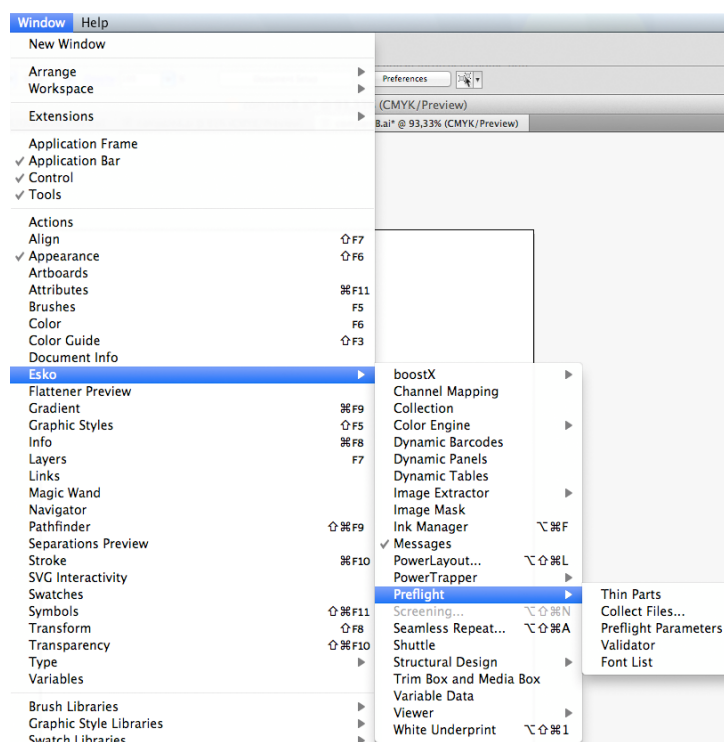 Window Help
New Window
Arrange
Workspace
Preferences
(CMYK/Preview)
Extensions
B.ai* @ 93,33% (CMYK/Preview)
Application Frame
✓ Application Bar
✓ Control
✓ Tools
Actions
Align ⇧F7
✓ Appearance ⇧F6
Artboards
Attributes ⌘F11
Brushes F5
Color F6
Color Guide ⇧F3
Document Info
Esko
Flattener Preview
Gradient ⌘F9
Graphic Styles ⇧F5
Info ⌘F8
Layers F7
Links
Magic Wand
Navigator
Pathfinder ⇧⌘F9
Separations Preview
Stroke ⌘F10
SVG Interactivity
Swatches
Symbols ⇧⌘F11
Transform ⇧F8
Transparency ⇧⌘F10
Type
Variables
Brush Libraries
Graphic Style Libraries
Swatch Libraries
boostX
Channel Mapping
Collection
Color Engine
Dynamic Barcodes
Dynamic Panels
Dynamic Tables
Image Extractor
Image Mask
Ink Manager ⌥⌘F
✓ Messages
PowerLayout... ⌥⇧⌘L
PowerTrapper
Preflight
Screening... ⌥⇧⌘N
Seamless Repeat... ⌥⇧⌘A
Shuttle
Structural Design
Trim Box and Media Box
Variable Data
Viewer
White Underprint ⌥⇧⌘1
Thin Parts
Collect Files...
Preflight Parameters
Validator
Font List